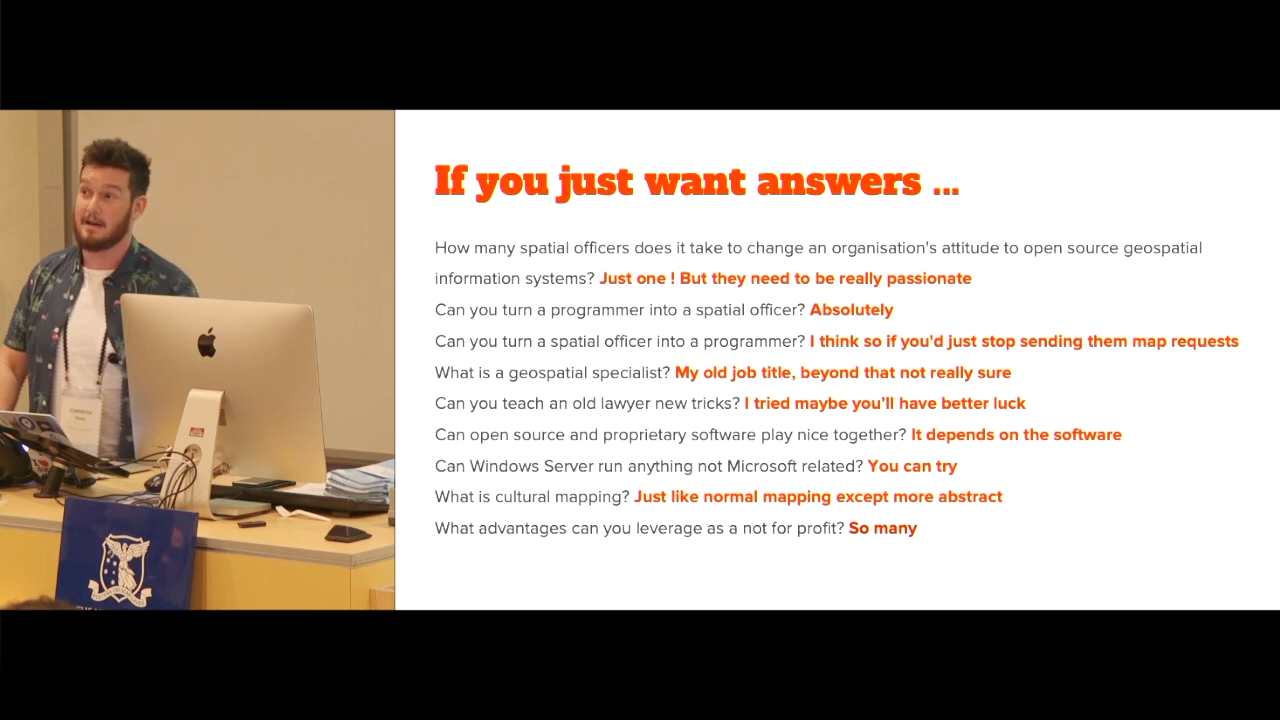 If you just want answers ...
How many spatial officers does it take to change an organisation's attitude to open source geospatial
information systems? Just one ! But they need to be really passionate
Can you turn a programmer into a spatial officer? Absolutely
Can you turn a spatial officer into a programmer? I think so if you'd just stop sending them map requests
What is a geospatial specialist? My old job title, beyond that not really sure
Can you teach an old lawyer new tricks? I tried maybe you'll have better luck
Can open source and proprietary software play nice together? It depends on the software
Can Windows Server run anything not Microsoft related? You can try
What is cultural mapping? Just like normal mapping except more abstract
What advantages can you leverage as a not for profit? So many